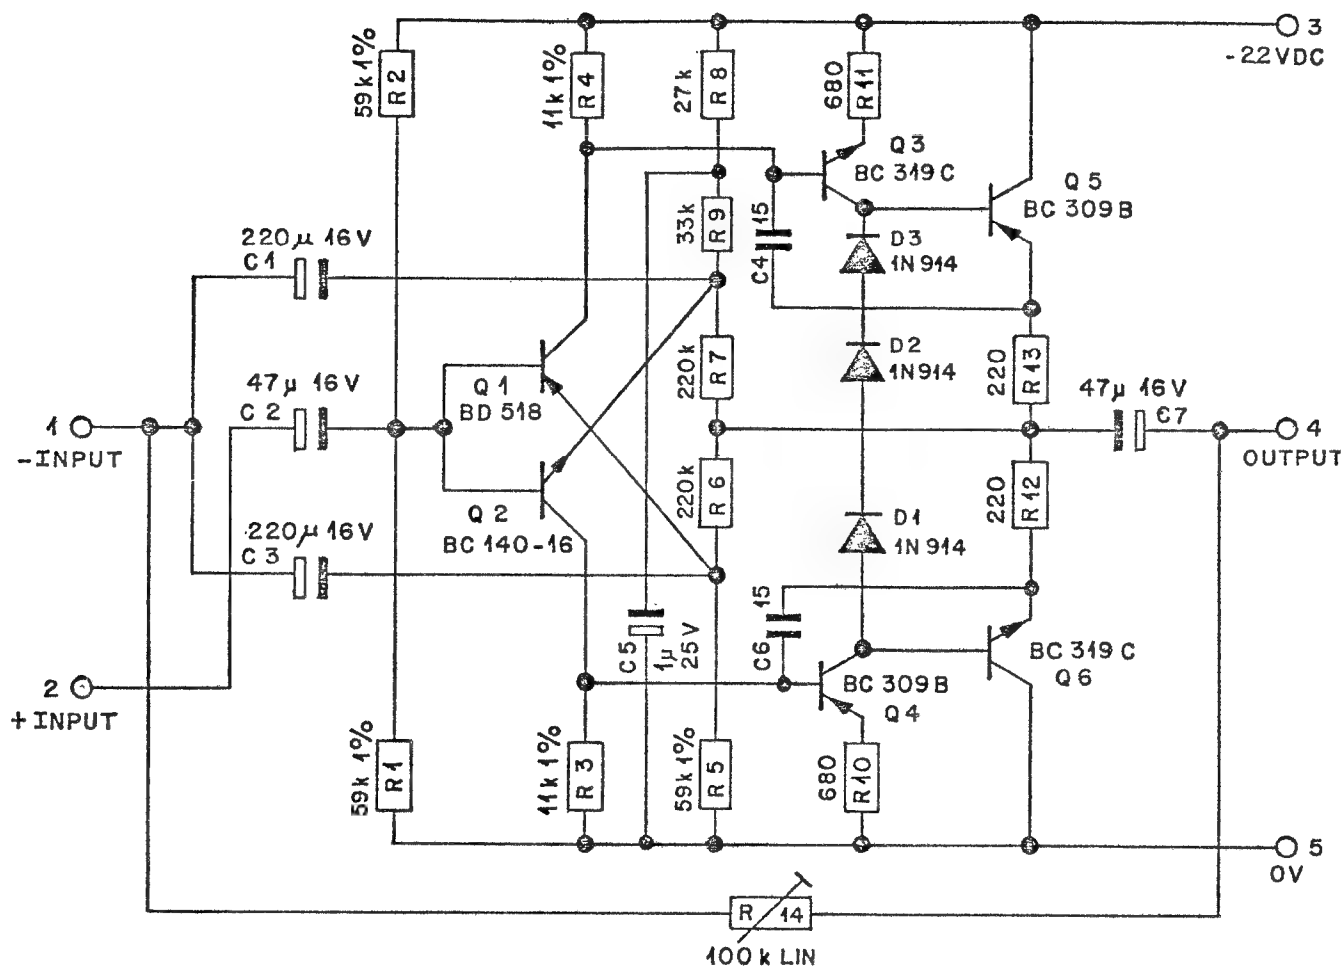 3
-22VDC
59k 1%
R2
11k 1%
R4
27k
R8
680
R11
Q3
BC 319 C
Q5
BC 309 B
33k
R9
15
C4
D3
1N 914
220µ 16V
C1
D2
1N914
220k
R7
220
R13
Q1
BD 518
47µ 16V
C2
47µ 16V
C7
1
-INPUT
4
OUTPUT
220k
R6
220
R12
Q2
BC 140-16
D1
1N 914
220µ 16V
C3
C5
1µ
25V
15
C6
BC 319 C
Q6
BC 309 B
Q4
2
+INPUT
59k 1%
R1
11k 1%
R3
59k 1%
R5
680
R10
5
0V
R 14
100 k LIN